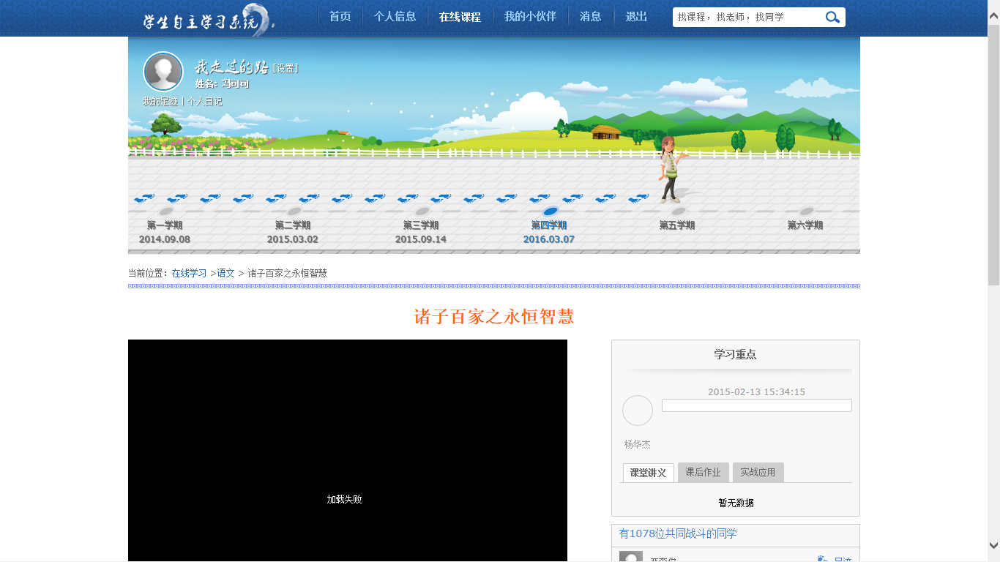 学生自主学习系统
首页 个人信息 在线课程 我的小伙伴 消息 退出 找课程，找老师，找同学
我走过的路 [设置]
姓名：冯可可
我的足迹 | 个人日记
第一学期 第二学期 第三学期 第四学期 第五学期 第六学期
2014.09.08 2015.03.02 2015.09.14 2016.03.07
当前位置：在线学习 >语文 > 诸子百家之永恒智慧
诸子百家之永恒智慧
加载失败
学习重点
2015-02-13 15:34:15
杨华杰
课堂讲义 课后作业 实战应用
暂无数据
有1078位共同战斗的同学
足迹